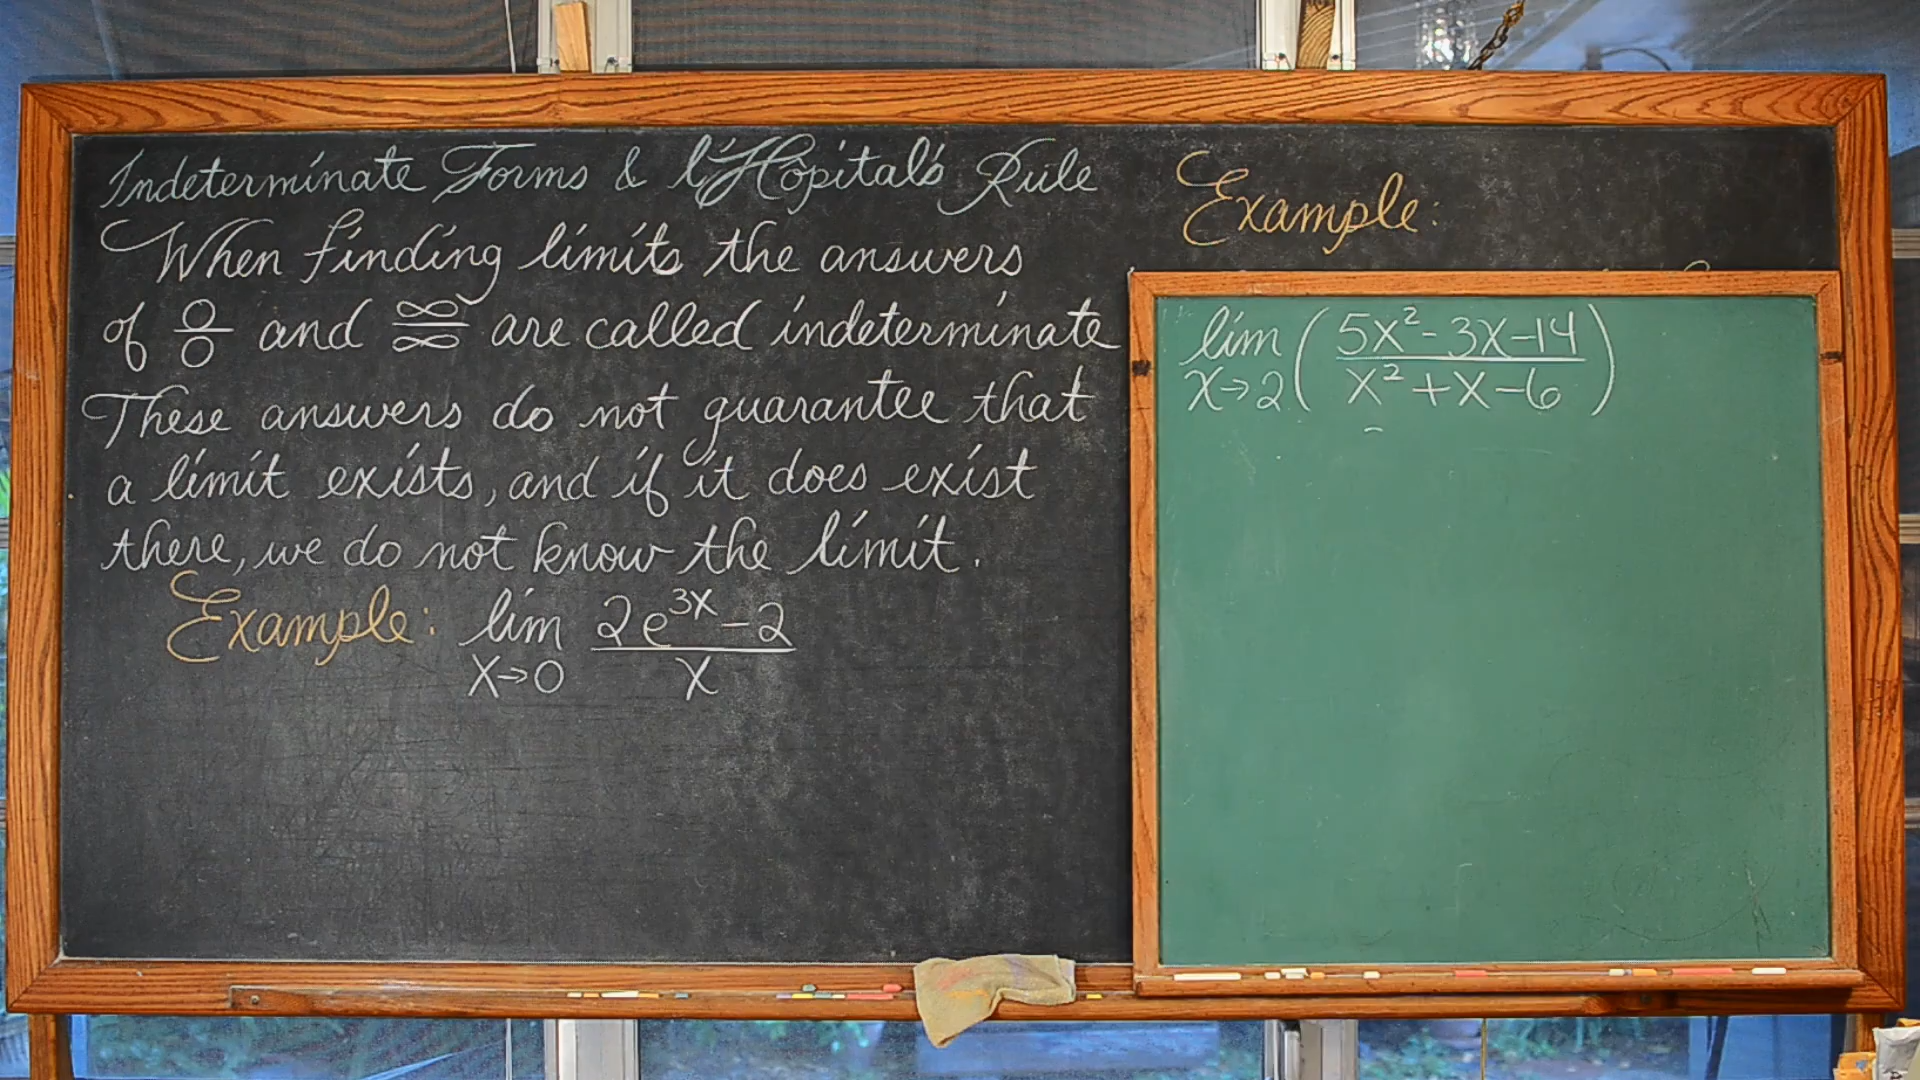 Indeterminate Forms & l'Hôpital's Rule
When finding limits the answers
of 0/0 and ∞/∞ are called indeterminate
These answers do not guarantee that
a limit exists, and if it does exist
there, we do not know the limit.
Example: lim x→0 (2e^{3x} - 2)/x
Example:
lim x→2 ( (5x² - 3x - 14)/(x² + x - 6) )